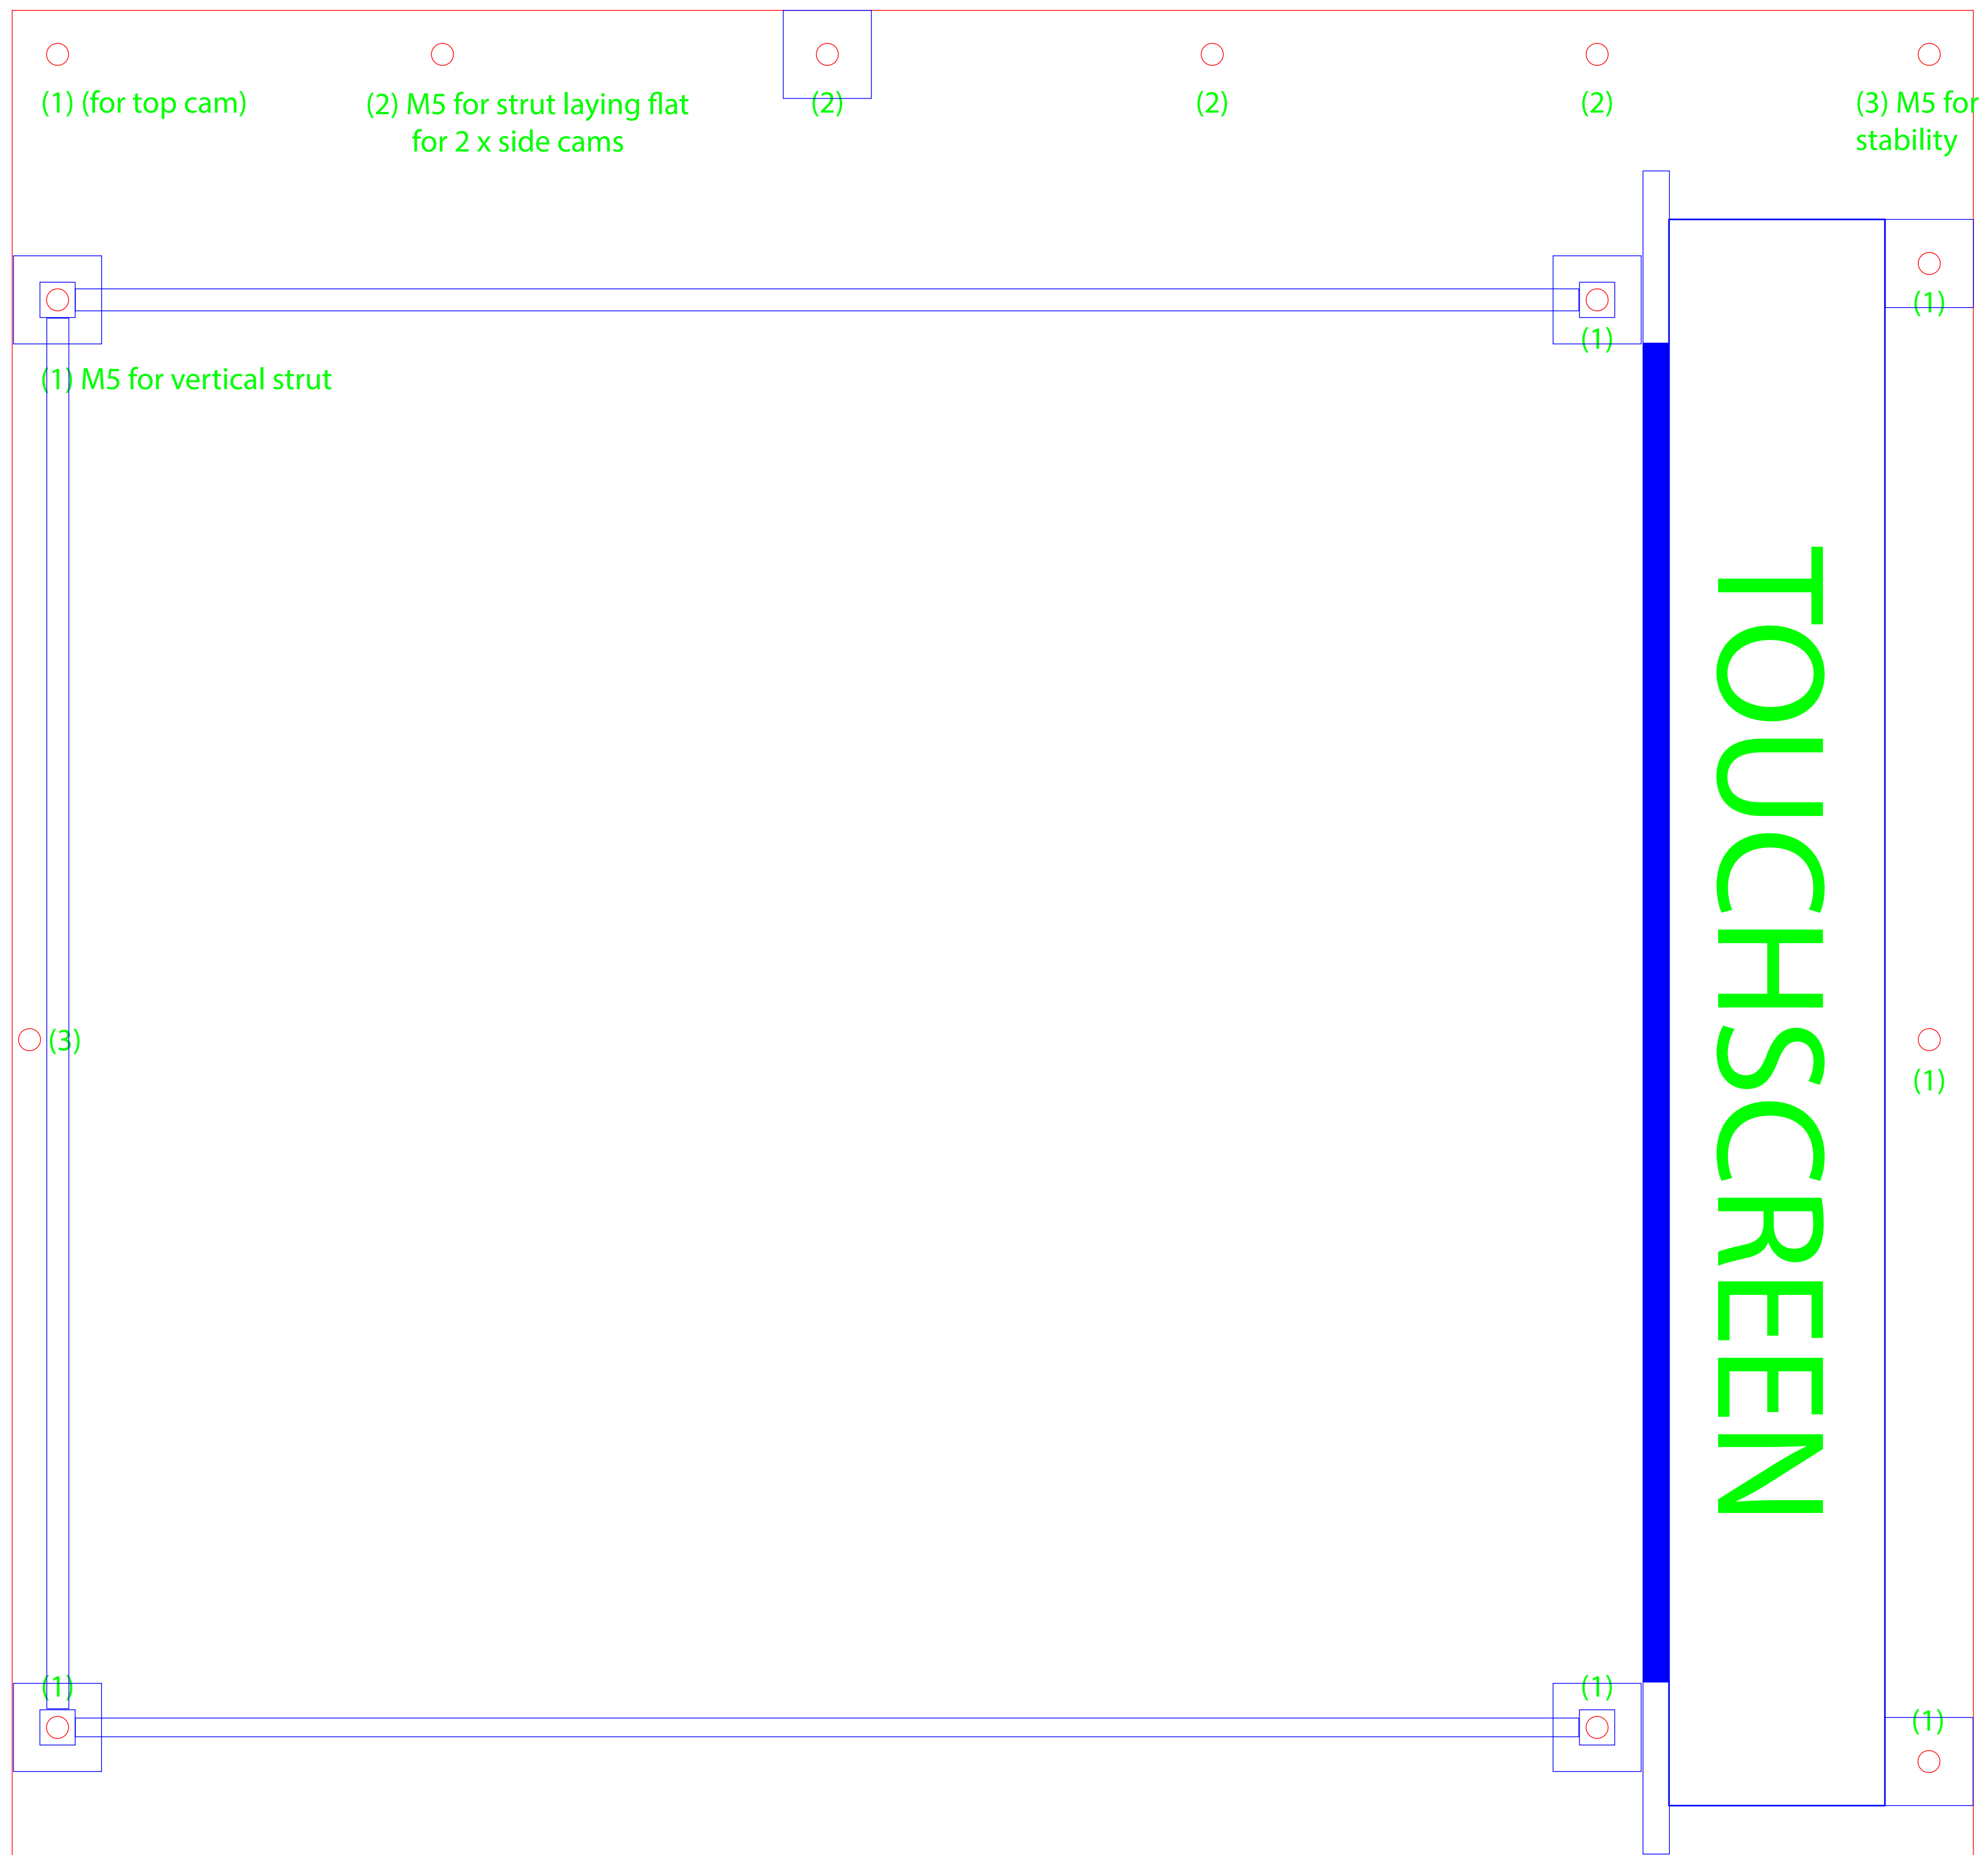 (1) (for top cam)
(2) M5 for strut laying flat
for 2 x side cams
(2)
(2)
(2)
(3) M5 for
stability
(1)
(1)
(1) M5 for vertical strut
TOUCHSCREEN
(3)
(1)
(1)
(1)
(1)